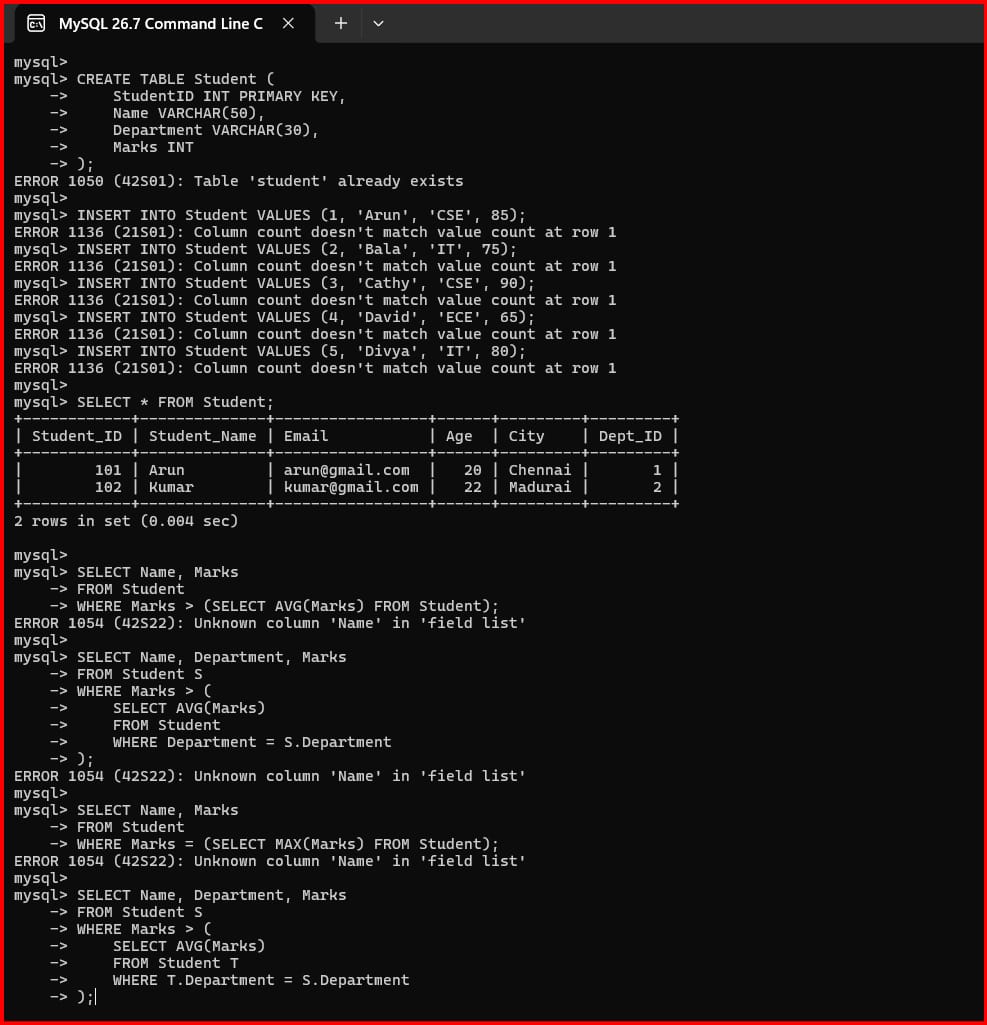 MySQL 26.7 Command Line C
mysql>
mysql> CREATE TABLE Student (
    ->     StudentID INT PRIMARY KEY,
    ->     Name VARCHAR(50),
    ->     Department VARCHAR(30),
    ->     Marks INT
    -> );
ERROR 1050 (42S01): Table 'student' already exists
mysql>
mysql> INSERT INTO Student VALUES (1, 'Arun', 'CSE', 85);
ERROR 1136 (21S01): Column count doesn't match value count at row 1
mysql> INSERT INTO Student VALUES (2, 'Bala', 'IT', 75);
ERROR 1136 (21S01): Column count doesn't match value count at row 1
mysql> INSERT INTO Student VALUES (3, 'Cathy', 'CSE', 90);
ERROR 1136 (21S01): Column count doesn't match value count at row 1
mysql> INSERT INTO Student VALUES (4, 'David', 'ECE', 65);
ERROR 1136 (21S01): Column count doesn't match value count at row 1
mysql> INSERT INTO Student VALUES (5, 'Divya', 'IT', 80);
ERROR 1136 (21S01): Column count doesn't match value count at row 1
mysql>
mysql> SELECT * FROM Student;
+------------+--------------+-----------------+------+---------+---------+
| Student_ID | Student_Name | Email           | Age  | City    | Dept_ID |
+------------+--------------+-----------------+------+---------+---------+
|        101 | Arun         | arun@gmail.com  |   20 | Chennai |       1 |
|        102 | Kumar        | kumar@gmail.com |   22 | Madurai |       2 |
+------------+--------------+-----------------+------+---------+---------+
2 rows in set (0.004 sec)
mysql>
mysql> SELECT Name, Marks
    -> FROM Student
    -> WHERE Marks > (SELECT AVG(Marks) FROM Student);
ERROR 1054 (42S22): Unknown column 'Name' in 'field list'
mysql>
mysql> SELECT Name, Department, Marks
    -> FROM Student S
    -> WHERE Marks > (
    ->     SELECT AVG(Marks)
    ->     FROM Student
    ->     WHERE Department = S.Department
    -> );
ERROR 1054 (42S22): Unknown column 'Name' in 'field list'
mysql>
mysql> SELECT Name, Marks
    -> FROM Student
    -> WHERE Marks = (SELECT MAX(Marks) FROM Student);
ERROR 1054 (42S22): Unknown column 'Name' in 'field list'
mysql>
mysql> SELECT Name, Department, Marks
    -> FROM Student S
    -> WHERE Marks > (
    ->     SELECT AVG(Marks)
    ->     FROM Student T
    ->     WHERE T.Department = S.Department
    -> );